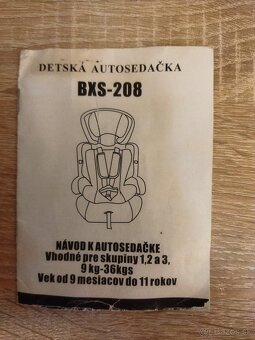 DETSKÁ AUTOSEDAČKA
BXS-208
NÁVOD K AUTOSEDAČKE
Vhodné pre skupiny 1,2 a 3,
9 kg-36kgs
Vek od 9 mesiacov do 11 rokov